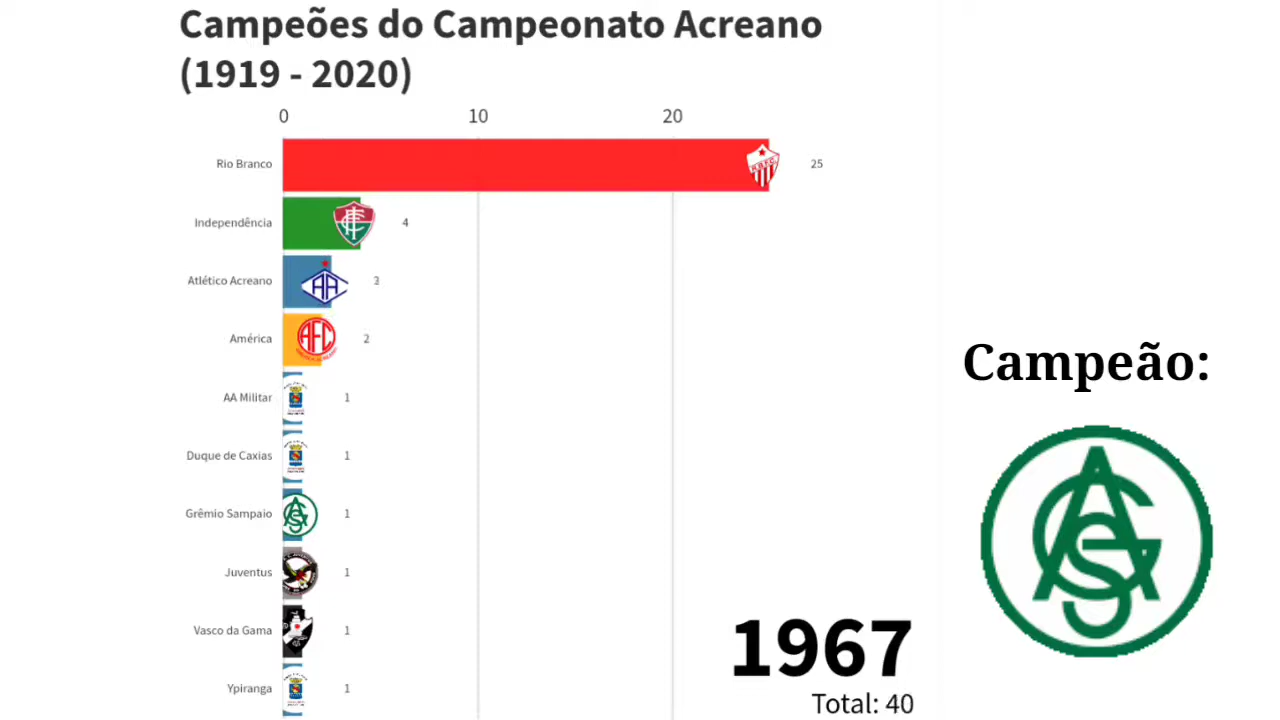 Campeões do Campeonato Acreano
(1919 - 2020)
0 10 20
Rio Branco 25
Independência 4
Atlético Acreano
América AFC 2
AA Militar 1
Duque de Caxias 1
Grêmio Sampaio 1
Juventus 1
Vasco da Gama 1
Ypiranga 1
Campeão:
1967
Total: 40